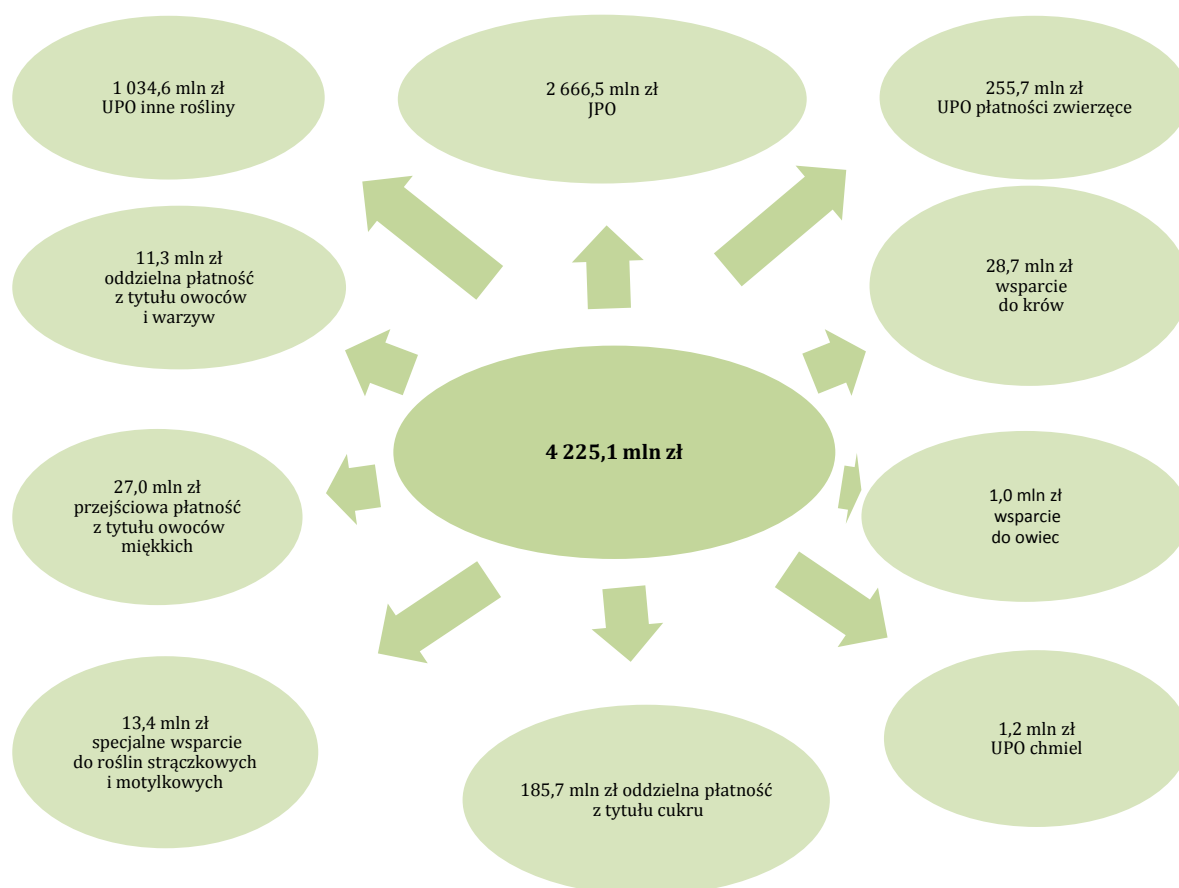 1 034,6 mln zł
UPO inne rośliny
2 666,5 mln zł
JPO
255,7 mln zł
UPO płatności zwierzęce
11,3 mln zł
oddzielna płatność
z tytułu owoców
i warzyw
28,7 mln zł
wsparcie
do krów
4 225,1 mln zł
27,0 mln zł
przejściowa płatność
z tytułu owoców
miękkich
1,0 mln zł
wsparcie
do owiec
13,4 mln zł
specjalne wsparcie
do roślin strączkowych
i motylkowych
185,7 mln zł oddzielna płatność
z tytułu cukru
1,2 mln zł
UPO chmiel